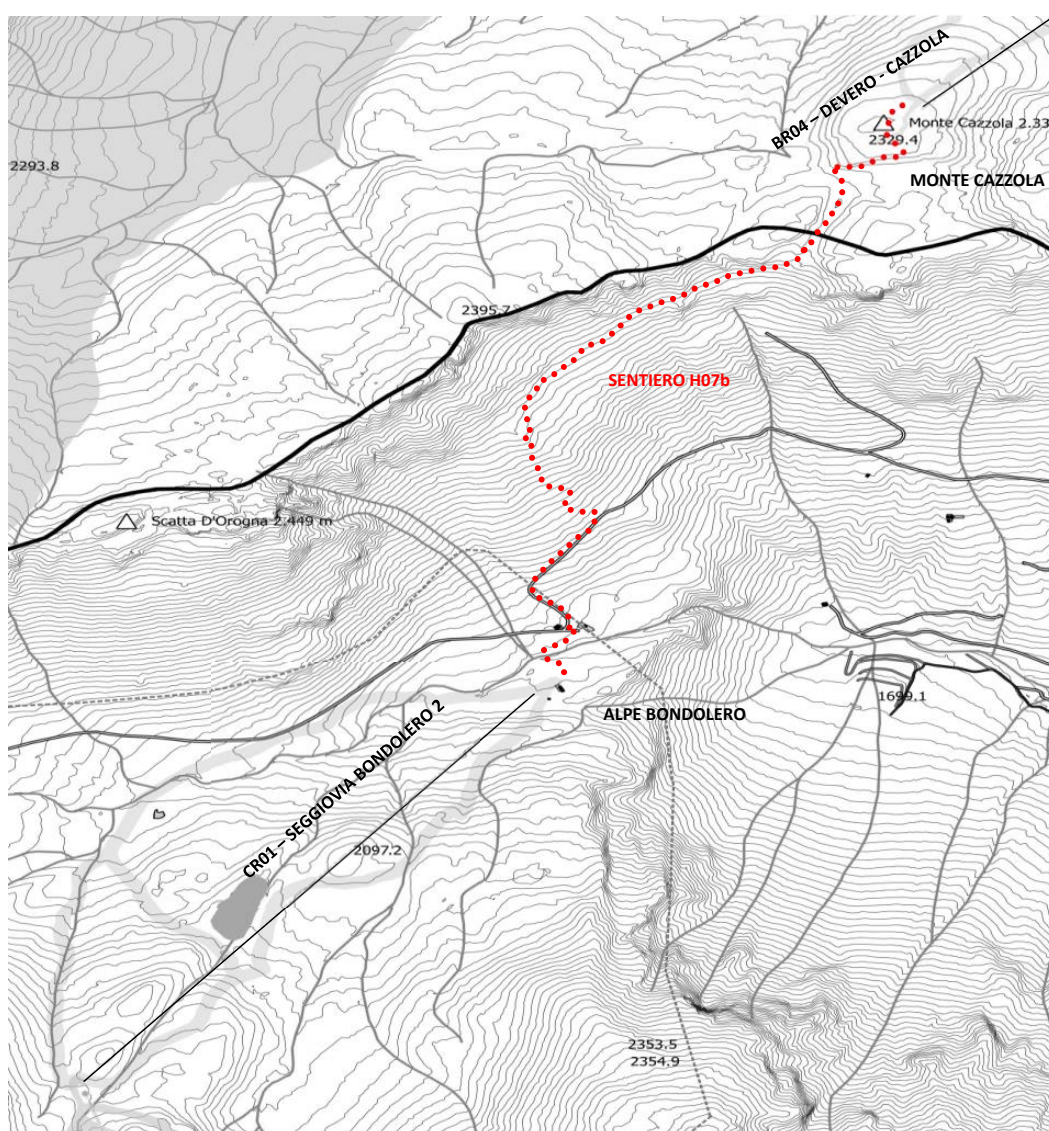 BR04 – DEVERO - CAZZOLA
Monte Cazzola 2.33
2329.4
2293.8
MONTE CAZZOLA
2395.7
SENTIERO H07b
Scatta D'Orogna 2.449 m
1699.1
ALPE BONDOLERO
CR01 – SEGGIOVIA BONDOLERO 2
2097.2
2353.5
2354.9